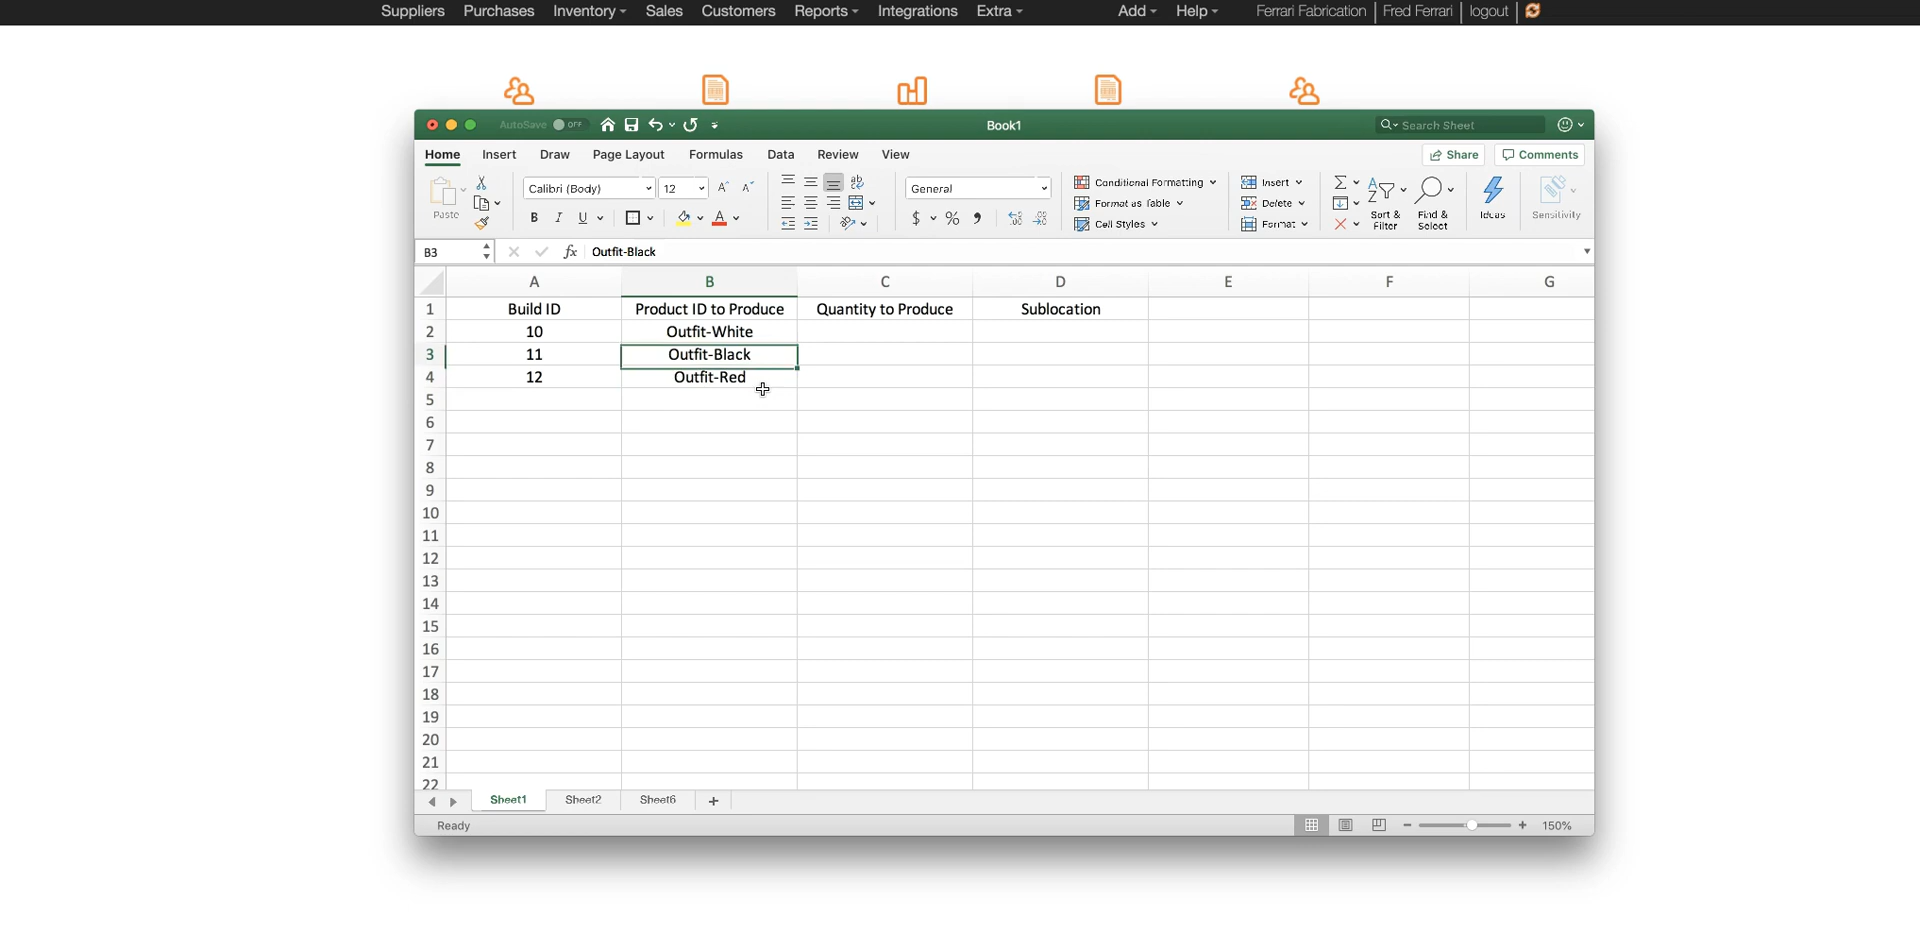 Suppliers Purchases Inventory Sales Customers Reports Integrations Extra Add Help Ferrari Fabrication Fred Ferrari logout
AutoSave OFF Book1 Search Sheet
Home Insert Draw Page Layout Formulas Data Review View Share Comments
Calibri (Body) 12 General Conditional Formatting Insert
Format as Table Delete
Paste B I U A $ % Cell Styles Format Sort & Filter Find & Select Ideas Sensitivity
B3 fx Outfit-Black
A B C D E F G
1 Build ID Product ID to Produce Quantity to Produce Sublocation
2 10 Outfit-White
3 11 Outfit-Black
4 12 Outfit-Red
5
6
7
8
9
10
11
12
13
14
15
16
17
18
19
20
21
22
Sheet1 Sheet2 Sheet6 +
Ready 150%